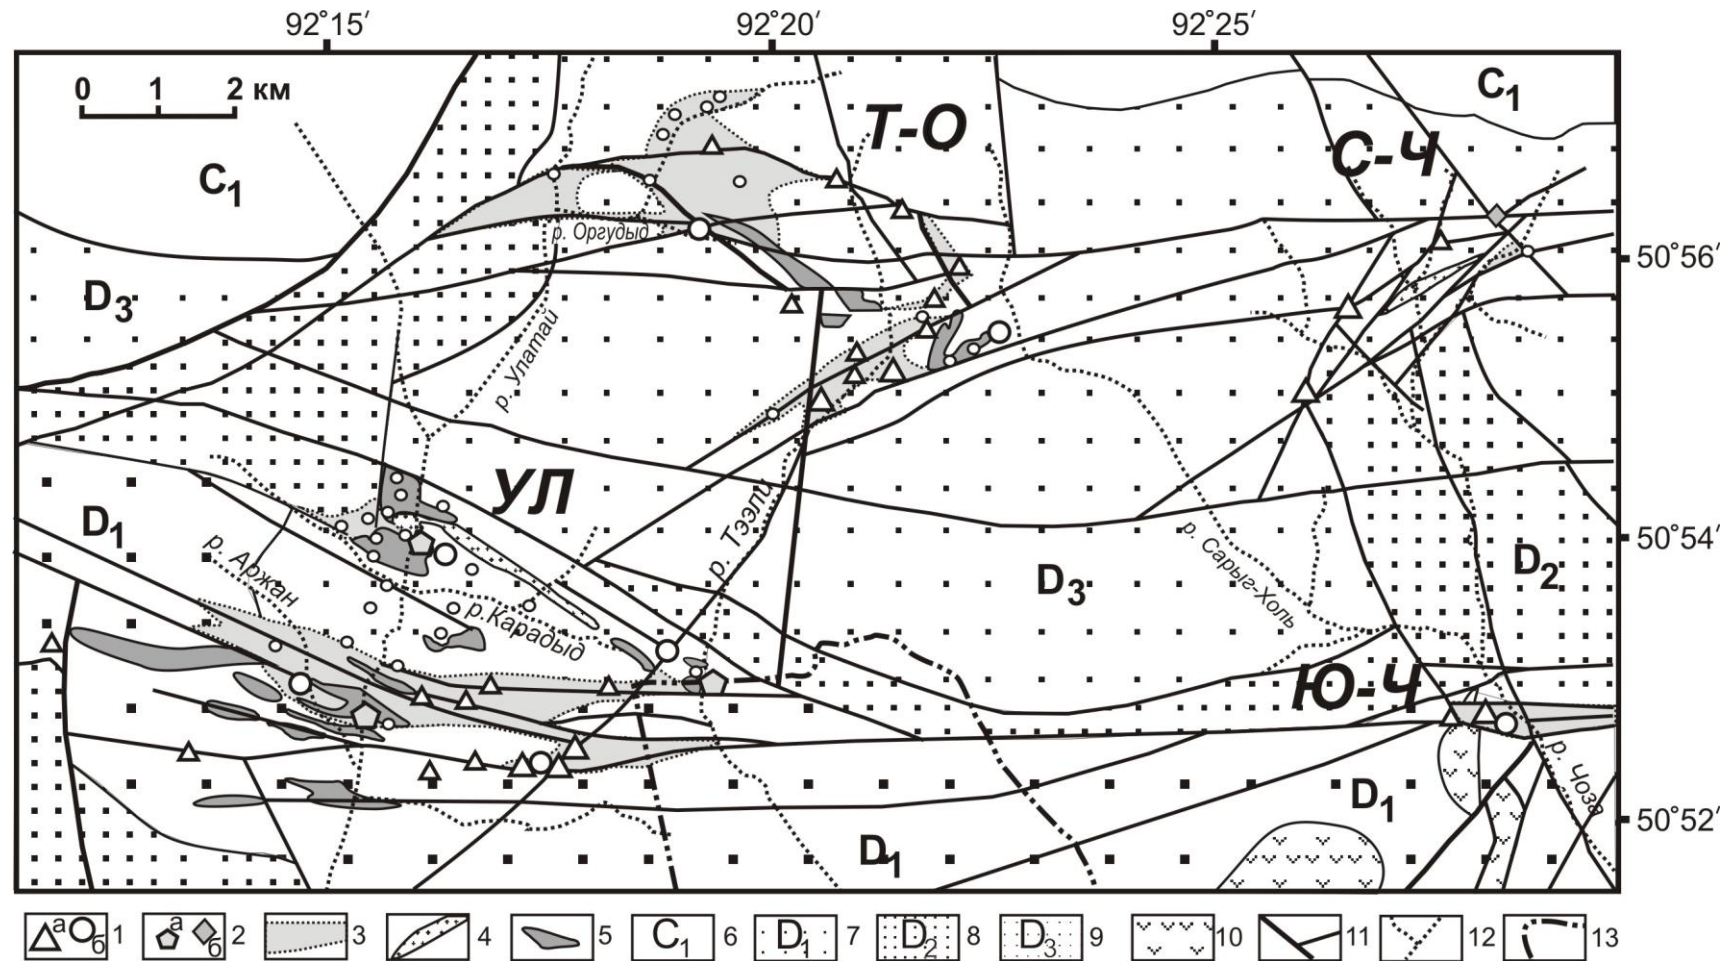 92°15′ 92°20′ 92°25′
0 1 2 км
C1
Т-О
С-Ч
C1
р. Оргудыд
50°56′
D3
р. Улатай
УЛ
D1
р. Аржан
р. Тээли
р. Сарыг-Холь
50°54′
D2
D3
р.Карадыд
Ю-Ч
р. Чоза
D1
50°52′
D1
а б 1 а б 2 3 4 5 C1 6 D1 7 D2 8 D3 9 10 11 12 13